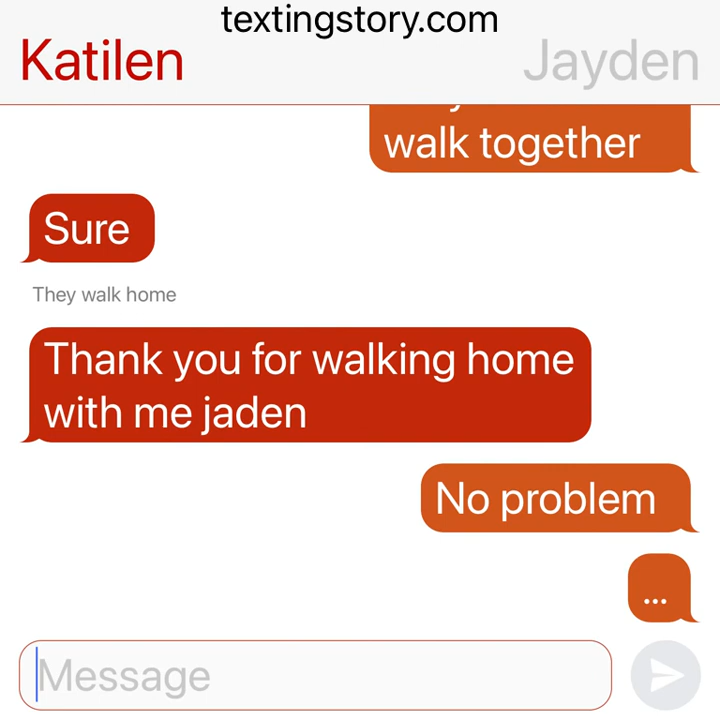 textingstory.com
Katilen
Jayden
walk together
Sure
They walk home
Thank you for walking home
with me jaden
No problem
...
Message